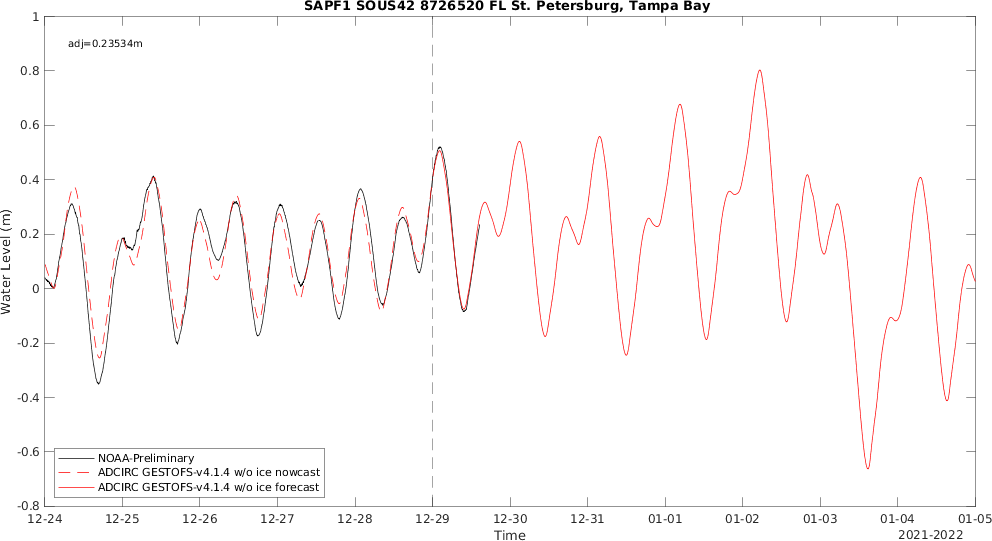 SAPF1 SOUS42 8726520 FL St. Petersburg, Tampa Bay
adj=0.23534m
1
0.8
0.6
0.4
0.2
0
-0.2
-0.4
-0.6
-0.8
Water Level (m)
NOAA-Preliminary
ADCIRC GESTOFS-v4.1.4 w/o ice nowcast
ADCIRC GESTOFS-v4.1.4 w/o ice forecast
12-24 12-25 12-26 12-27 12-28 12-29 12-30 12-31 01-01 01-02 01-03 01-04 01-05
Time
2021-2022